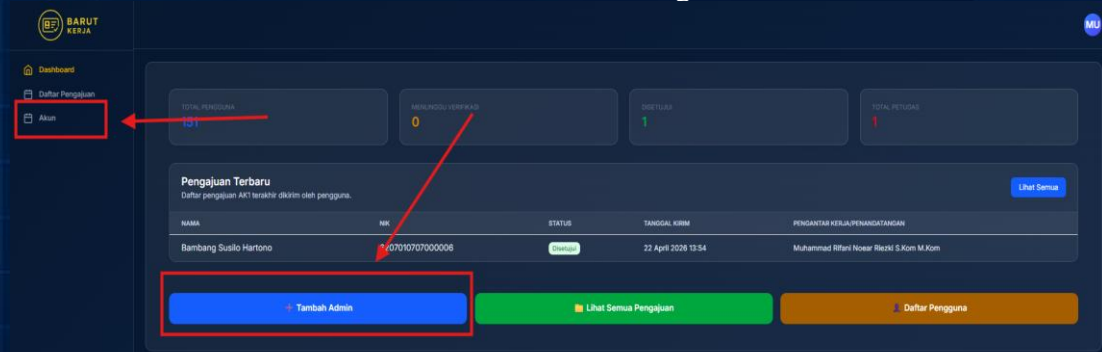 BARUT
KERJA
MU
Dashboard
Daftar Pengajuan
Akun
TOTAL PENGGUNA
151
MENUNGGU VERIFIKASI
0
DISETUJUI
1
TOTAL PETUGAS
1
Pengajuan Terbaru
Daftar pengajuan AK1 terakhir dikirim oleh pengguna.
Lihat Semua
NAMA NIK STATUS TANGGAL KIRIM PENGANTAR KERJA/PENANDATANGAN
Bambang Susilo Hartono Disetujui 22 April 2026 13:54 Muhammad Rifani Noear Riezki S.Kom M.Kom
+ Tambah Admin
Lihat Semua Pengajuan
Daftar Pengguna